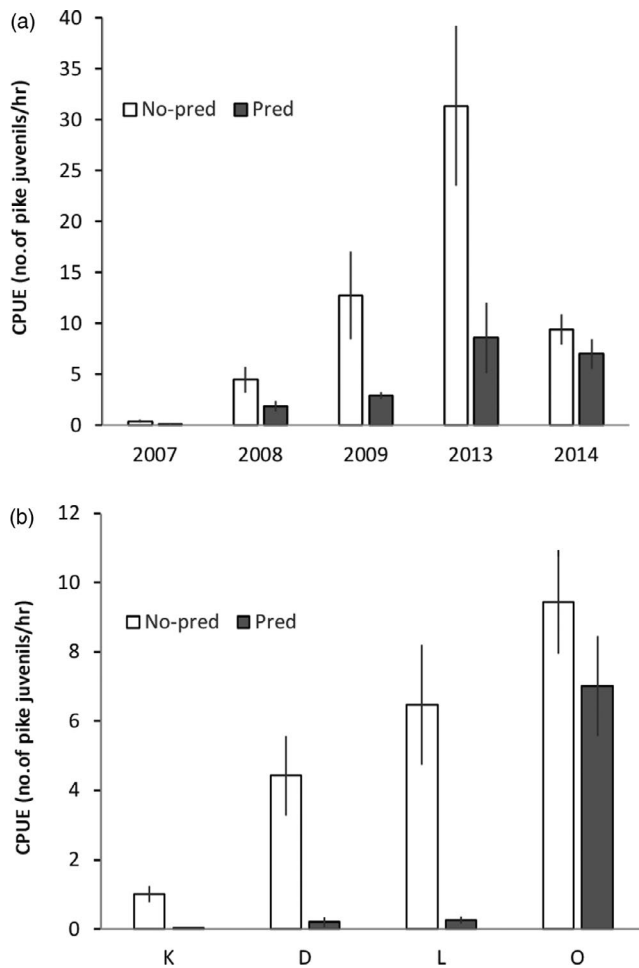 (a)
CPUE (no.of pike juvenils/hr)
40
35
30
25
20
15
10
5
0
No-pred Pred
2007 2008 2009 2013 2014
(b)
CPUE (no.of pike juvenils/hr)
12
10
8
6
4
2
0
No-pred Pred
K D L O